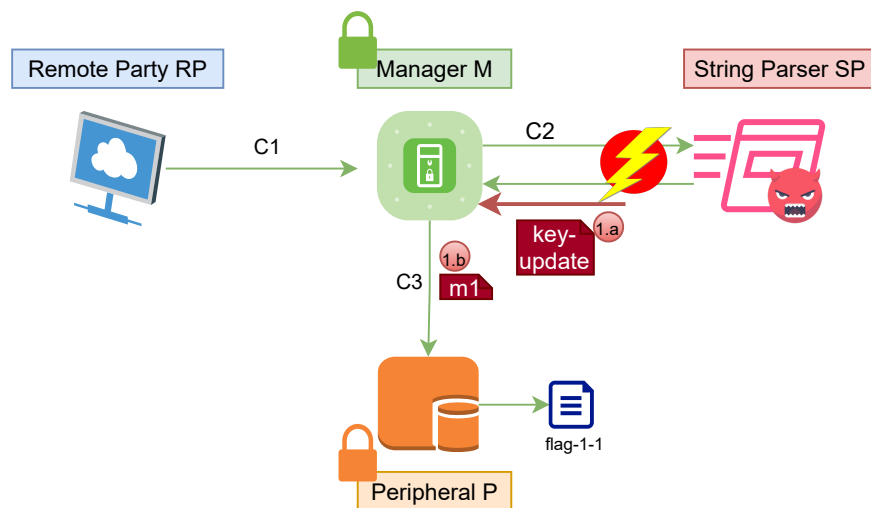 Remote Party RP
Manager M
String Parser SP
C1
C2
key-
update
1.a
1.b
m1
C3
flag-1-1
Peripheral P